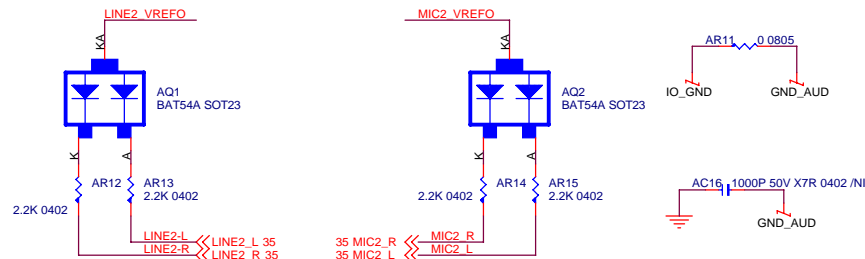 LINE2_VREFO
KA
AQ1
BAT54A SOT23
K
A
AR12
AR13
2.2K 0402
2.2K 0402
LINE2-L
LINE2_L 35
LINE2-R
LINE2_R 35
MIC2_VREFO
KA
AQ2
BAT54A SOT23
K
A
AR14
AR15
2.2K 0402
2.2K 0402
35 MIC2_R
MIC2_R
35 MIC2_L
MIC2_L
AR11
0 0805
IO_GND
GND_AUD
AC16
1000P 50V X7R 0402 /NI
GND_AUD